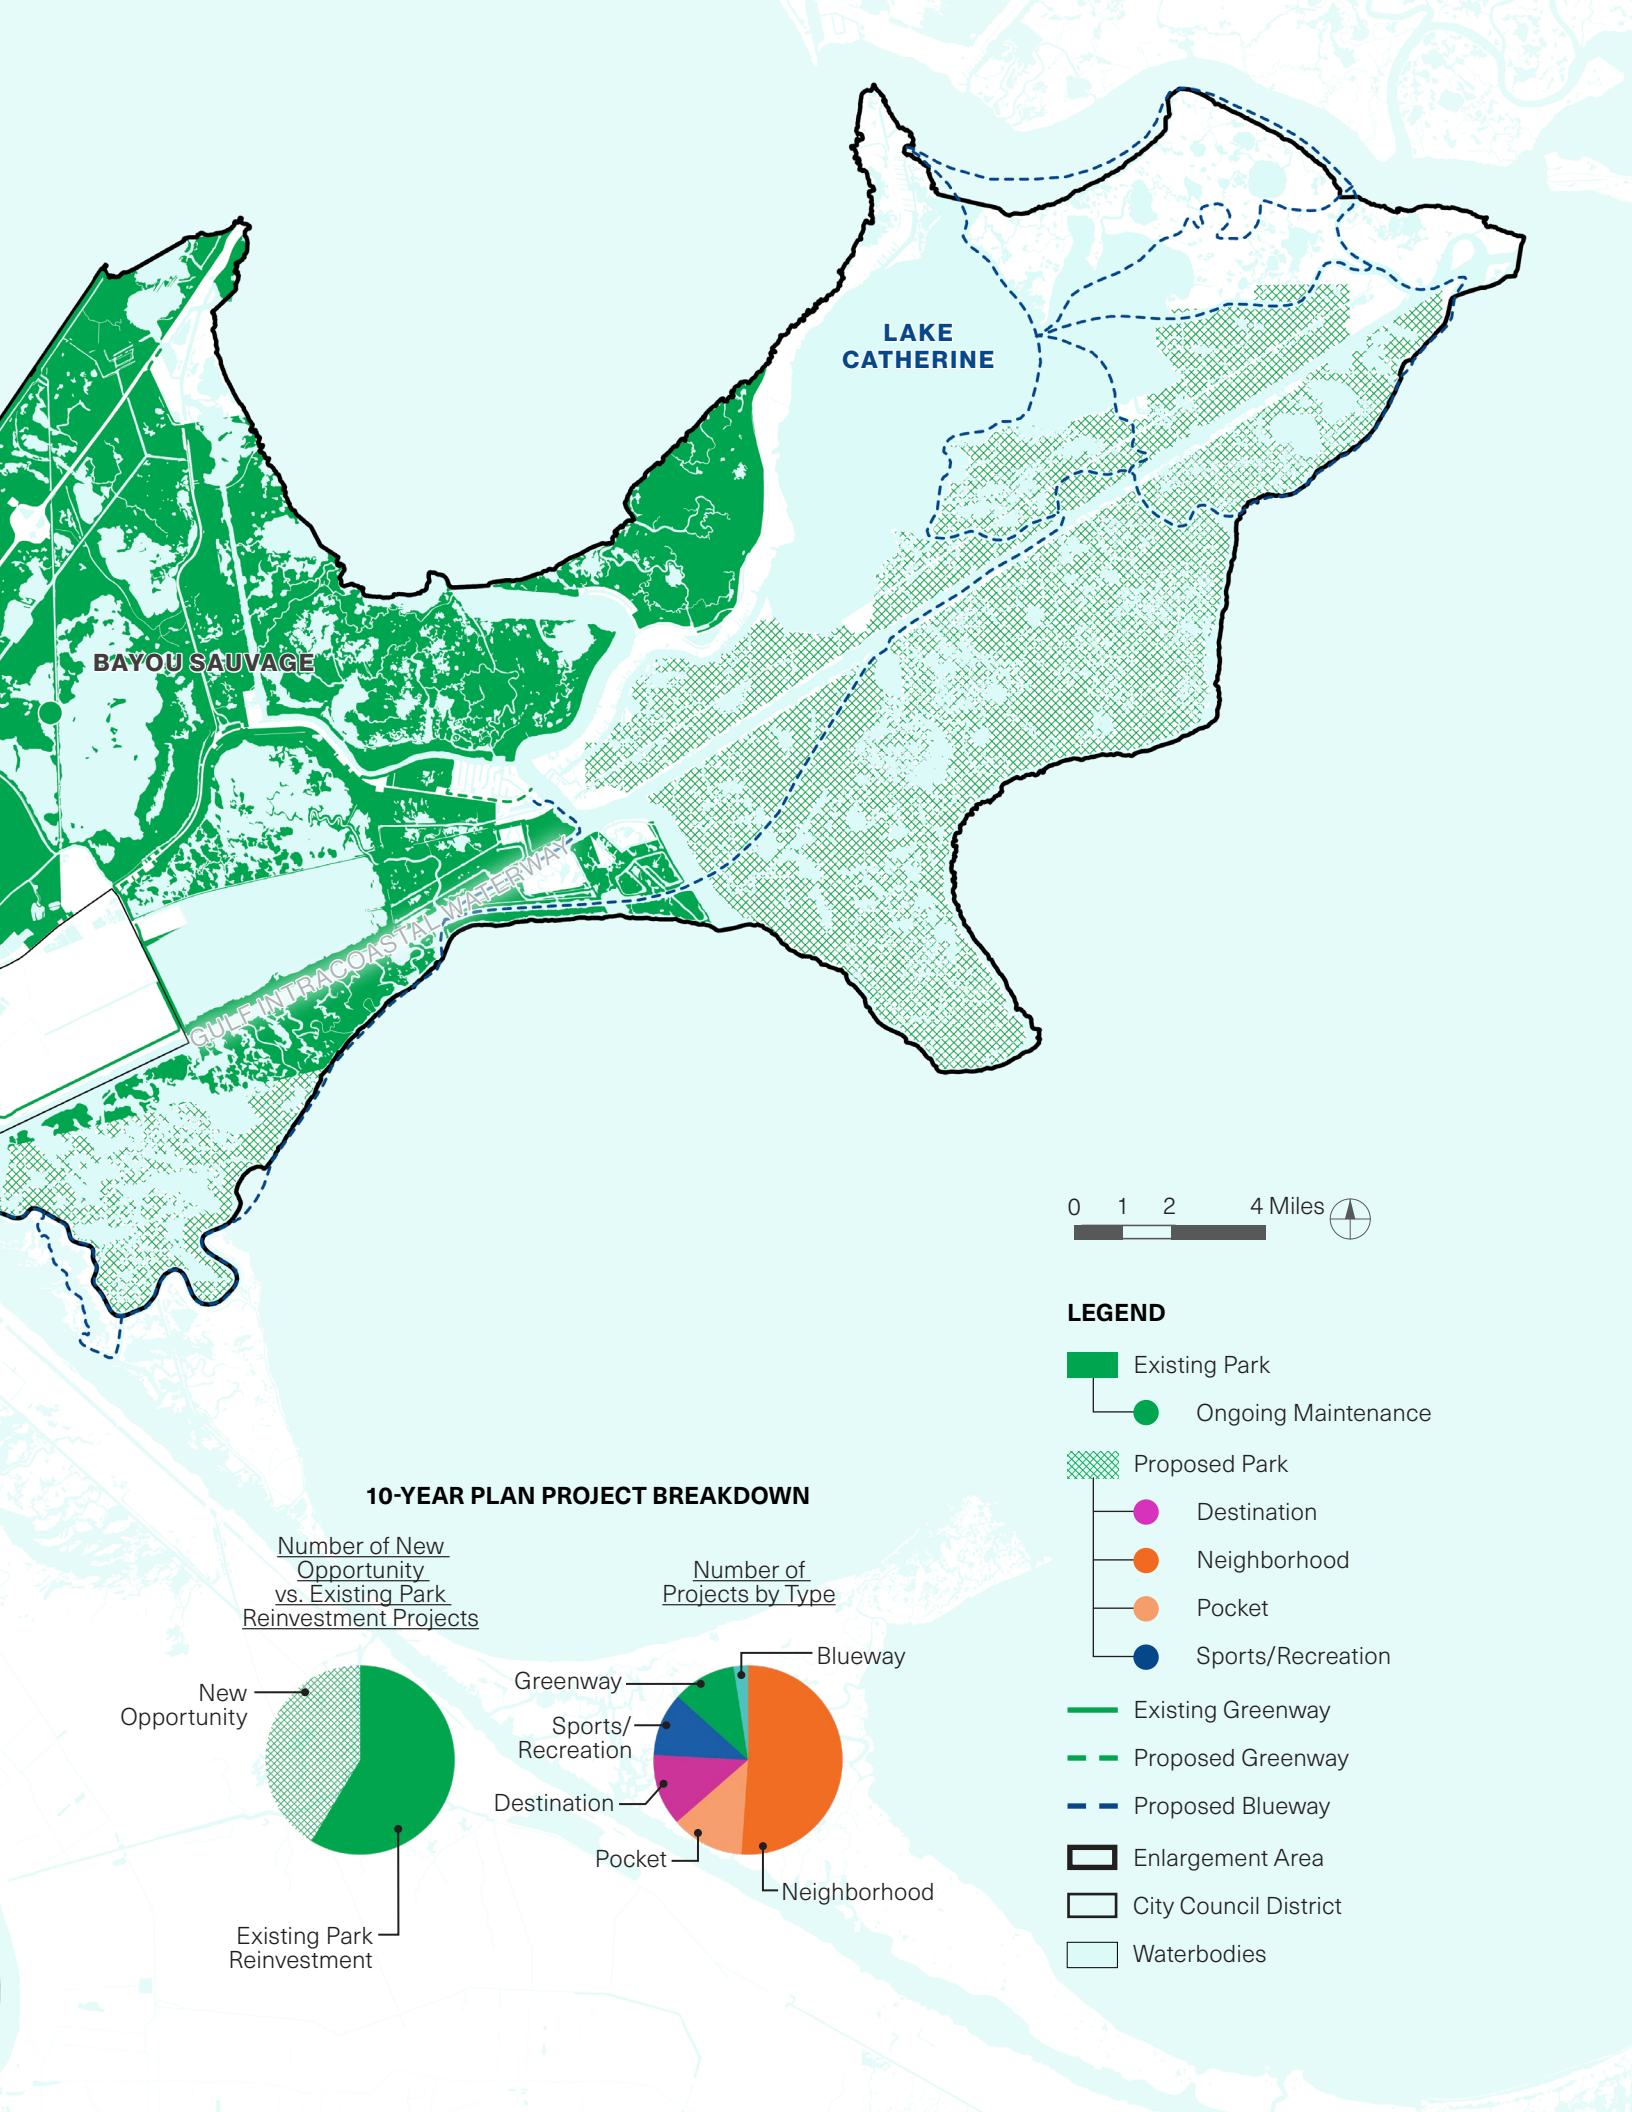 LAKE
CATHERINE
BAYOU SAUVAGE
GULF INTRACOASTAL WATERWAY
0 1 2 4 Miles
LEGEND
Existing Park
Ongoing Maintenance
Proposed Park
Destination
Neighborhood
Pocket
Sports/Recreation
Existing Greenway
Proposed Greenway
Proposed Blueway
Enlargement Area
City Council District
Waterbodies
10-YEAR PLAN PROJECT BREAKDOWN
Number of New
Opportunity
vs. Existing Park
Reinvestment Projects
New
Opportunity
Existing Park
Reinvestment
Number of
Projects by Type
Blueway
Greenway
Sports/
Recreation
Destination
Pocket
Neighborhood